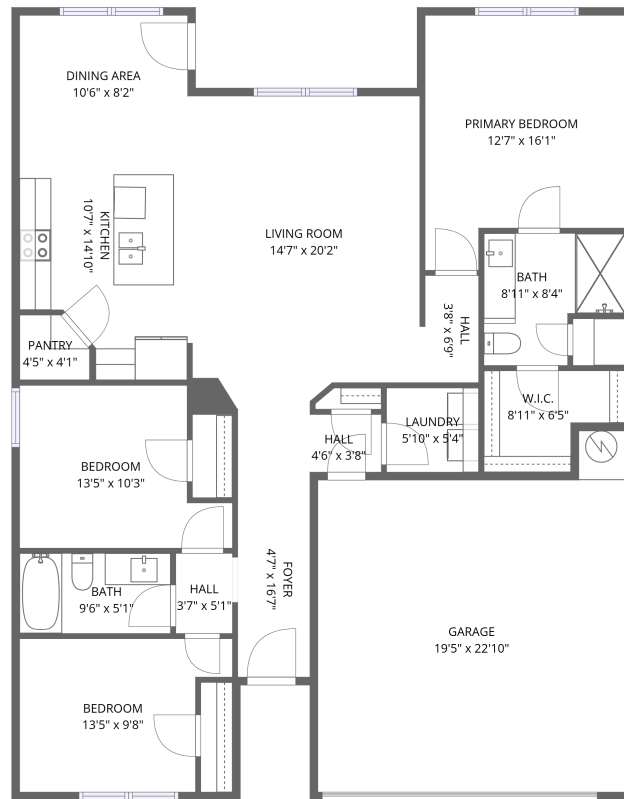 DINING AREA
10'6" x 8'2"
PRIMARY BEDROOM
12'7" x 16'1"
KITCHEN
10'7" x 14'10"
LIVING ROOM
14'7" x 20'2"
BATH
8'11" x 8'4"
HALL
3'8" x 6'9"
PANTRY
4'5" x 4'1"
W.I.C.
8'11" x 6'5"
LAUNDRY
5'10" x 5'4"
HALL
4'6" x 3'8"
BEDROOM
13'5" x 10'3"
FOYER
4'7" x 16'7"
BATH
9'6" x 5'1"
HALL
3'7" x 5'1"
GARAGE
19'5" x 22'10"
BEDROOM
13'5" x 9'8"